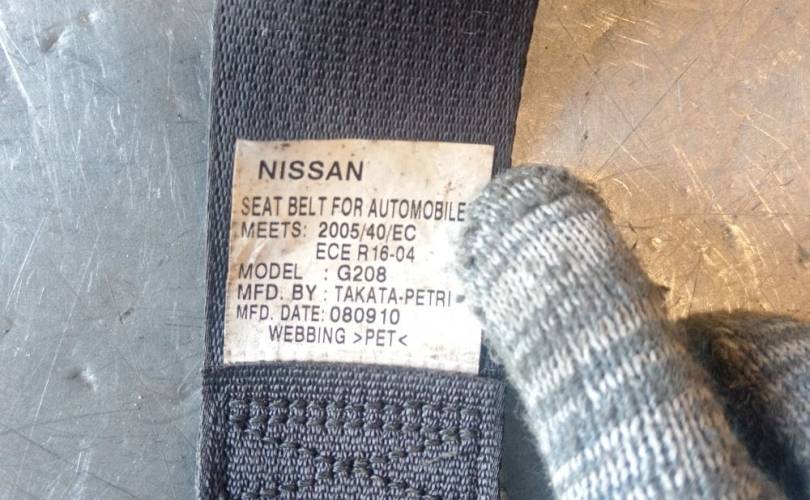 NISSAN
SEAT BELT FOR AUTOMOBILE
MEETS: 2005/40/EC
ECE R16-04
MODEL : G208
MFD. BY : TAKATA-PETRI
MFD. DATE: 080910
WEBBING >PET<